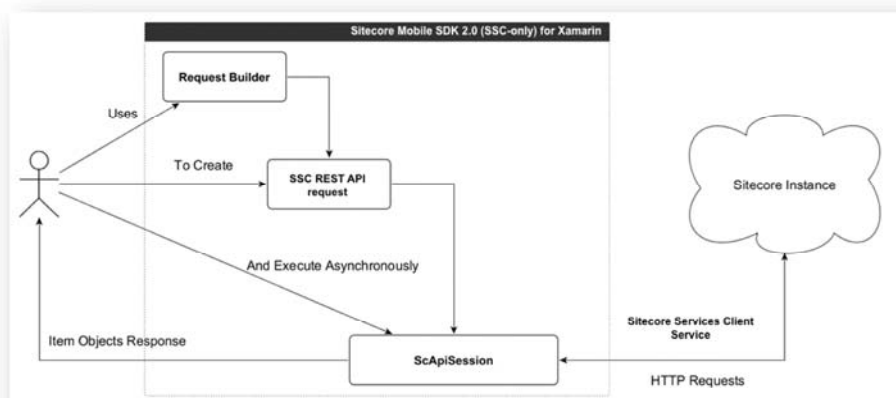 Sitecore Mobile SDK 2.0 (SSC-only) for Xamarin
Request Builder
Uses
To Create
SSC REST API
request
Sitecore Instance
And Execute Asynchronously
Sitecore Services Client
Service
Item Objects Response
ScApiSession
HTTP Requests